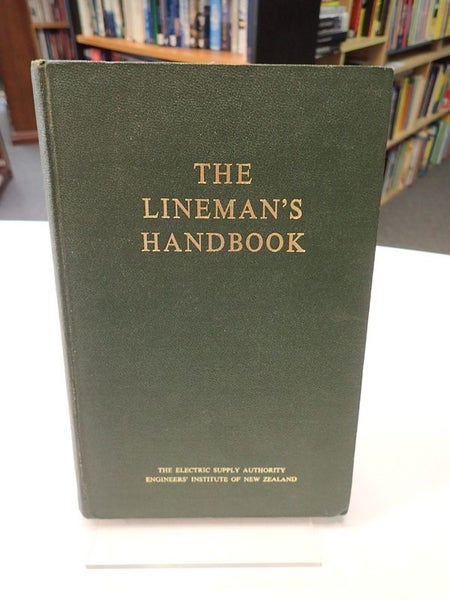 THE
LINEMAN'S
HANDBOOK
THE ELECTRIC SUPPLY AUTHORITY
ENGINEERS' INSTITUTE OF NEW ZEALAND